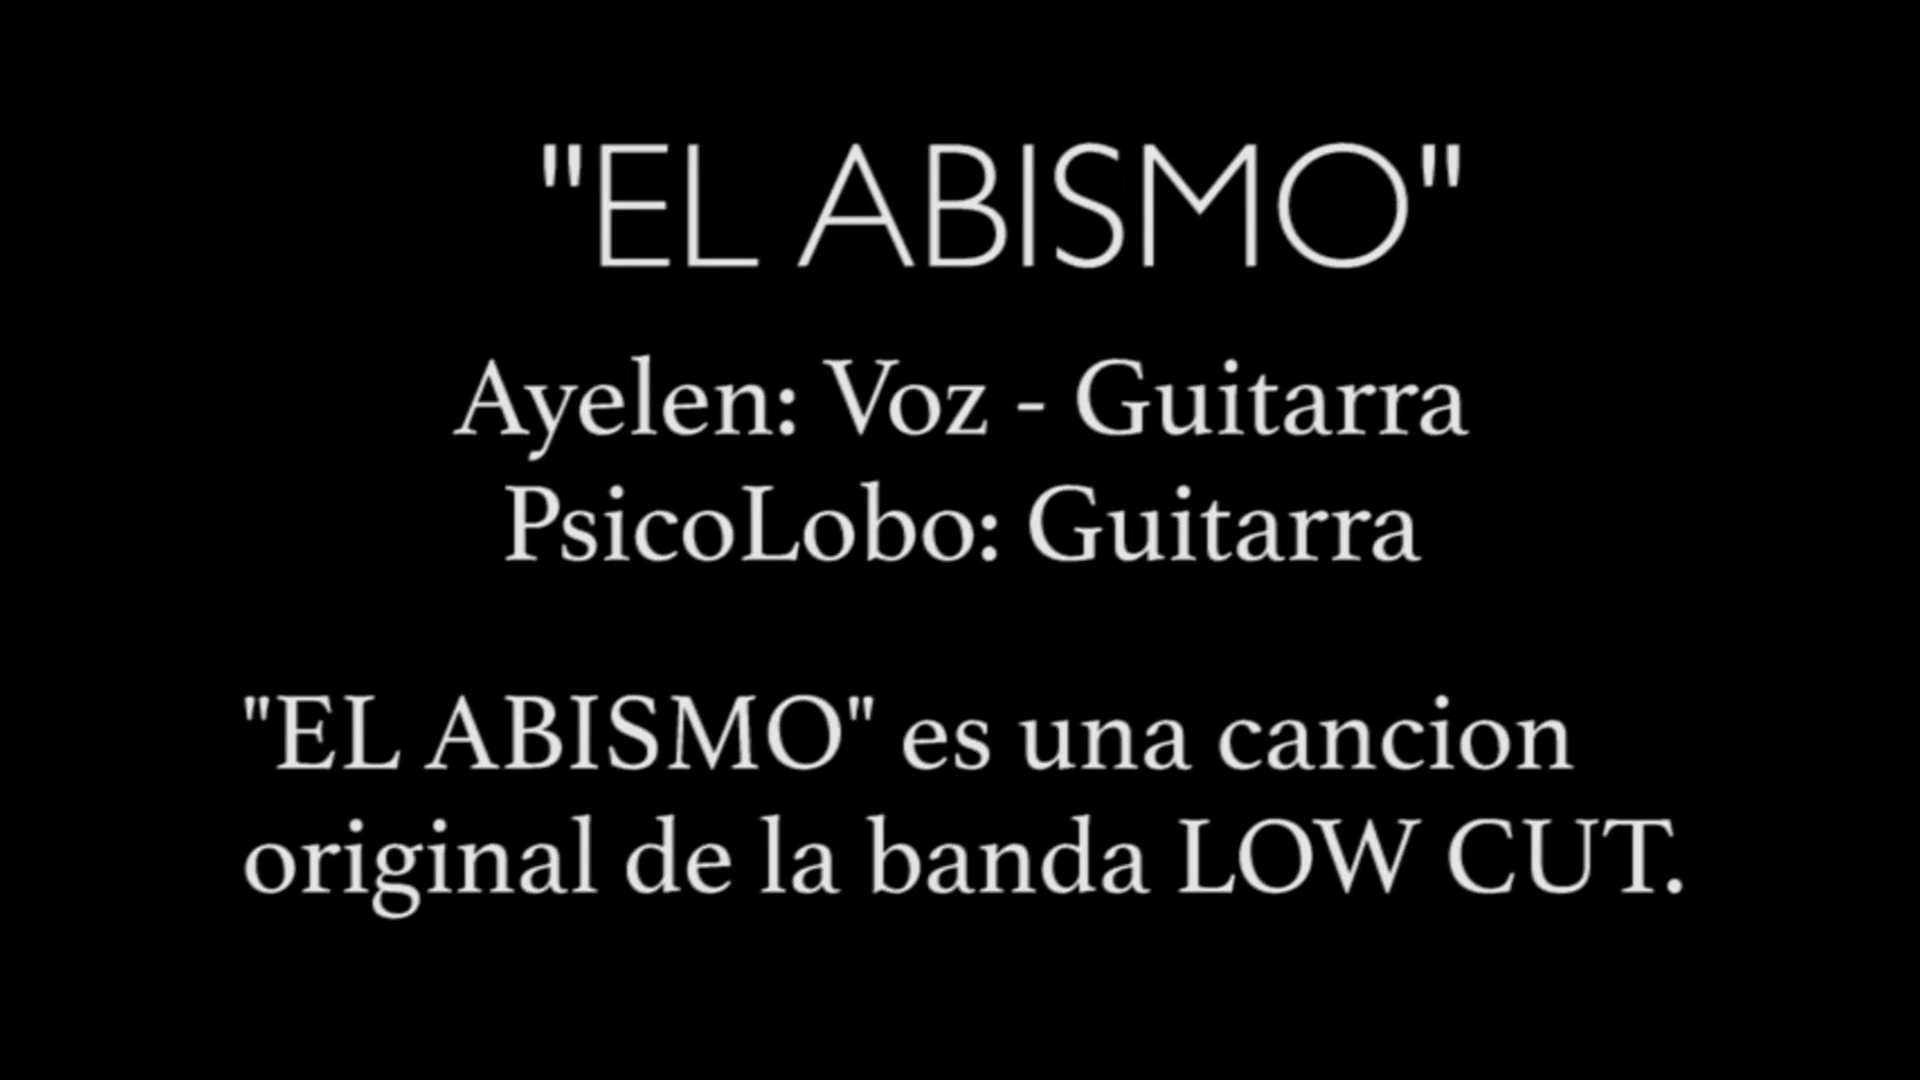 "EL ABISMO"
Ayelen: Voz - Guitarra
PsicoLobo: Guitarra
"EL ABISMO" es una cancion
original de la banda LOW CUT.